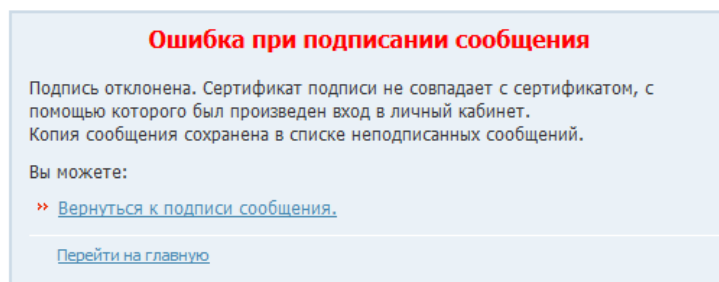 Ошибка при подписании сообщения
Подпись отклонена. Сертификат подписи не совпадает с сертификатом, с
помощью которого был произведен вход в личный кабинет.
Копия сообщения сохранена в списке неподписанных сообщений.
Вы можете:
Вернуться к подписи сообщения.
Перейти на главную